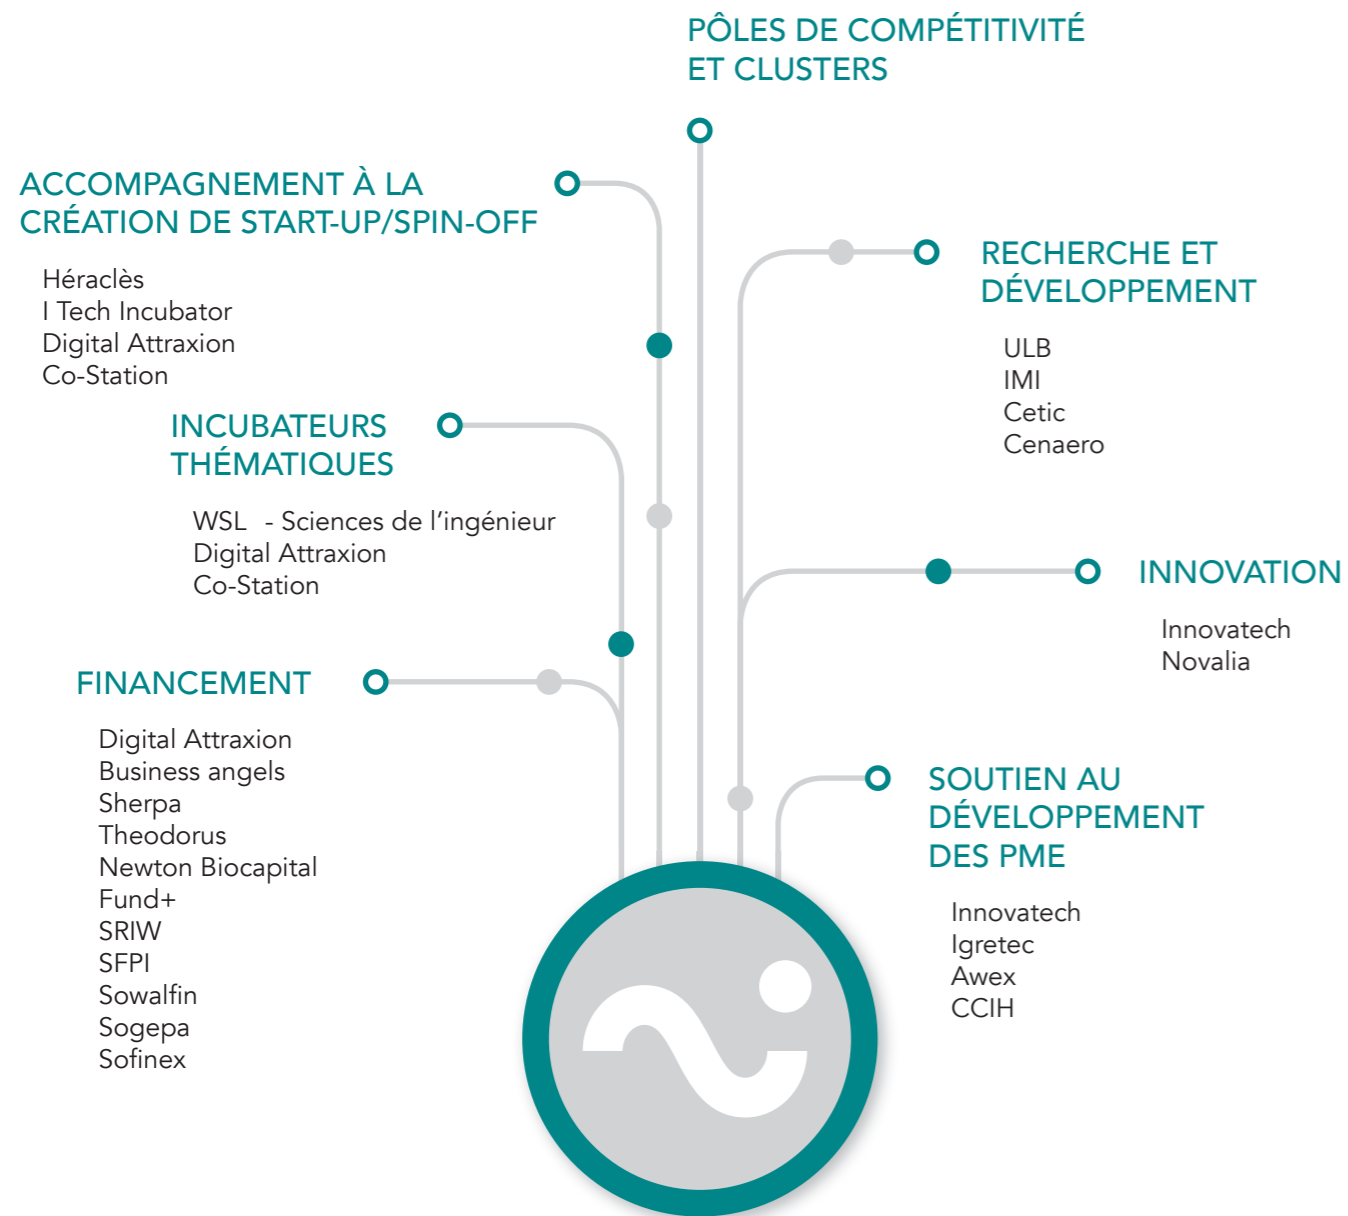 PÔLES DE COMPÉTITIVITÉ
ET CLUSTERS
ACCOMPAGNEMENT À LA
CRÉATION DE START-UP/SPIN-OFF
Héraclès
I Tech Incubator
Digital Attraxion
Co-Station
RECHERCHE ET
DÉVELOPPEMENT
ULB
IMI
Cetic
Cenaero
INCUBATEURS
THÉMATIQUES
WSL - Sciences de l’ingénieur
Digital Attraxion
Co-Station
INNOVATION
Innovatech
Novalia
FINANCEMENT
Digital Attraxion
Business angels
Sherpa
Theodorus
Newton Biocapital
Fund+
SRIW
SFPI
Sowalfin
Sogepa
Sofinex
SOUTIEN AU
DÉVELOPPEMENT
DES PME
Innovatech
Igretec
Awex
CCIH